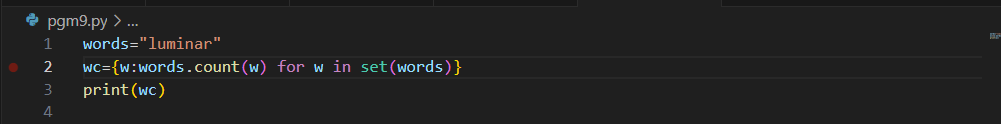 pgm9.py > ...
1 words="luminar"
2 wc={w:words.count(w) for w in set(words)}
3 print(wc)
4